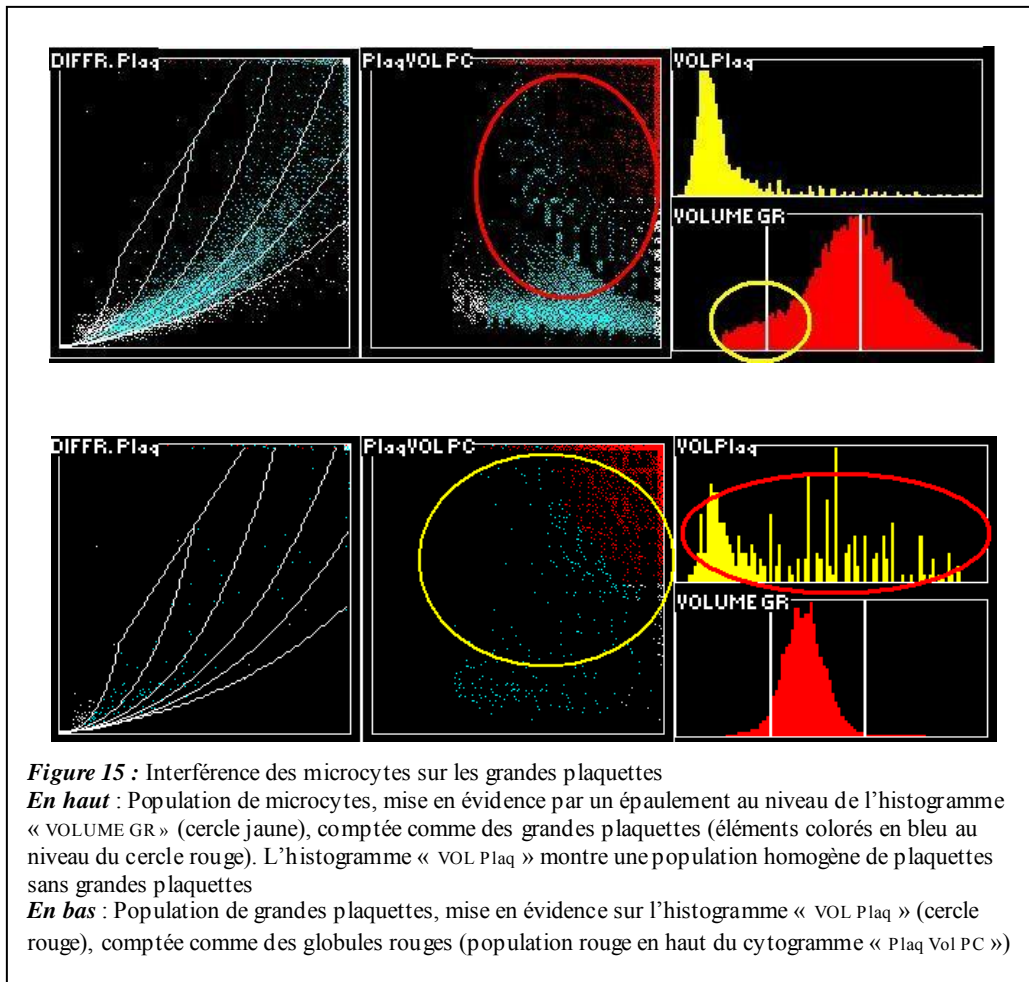 DIFFR. Plaq
PlaqVOL PC
VOLPlaq
VOLUME GR
DIFFR. Plaq
PlaqVOL PC
VOLPlaq
VOLUME GR
Figure 15 : Interférence des microcytes sur les grandes plaquettes
En haut : Population de microcytes, mise en évidence par un épaulement au niveau de l’histogramme
« VOLUME GR » (cercle jaune), comptée comme des grandes plaquettes (éléments colorés en bleu au
niveau du cercle rouge). L’histogramme « VOL Plaq » montre une population homogène de plaquettes
sans grandes plaquettes
En bas : Population de grandes plaquettes, mise en évidence sur l’histogramme « VOL Plaq » (cercle
rouge), comptée comme des globules rouges (population rouge en haut du cytogramme « Plaq Vol PC »)